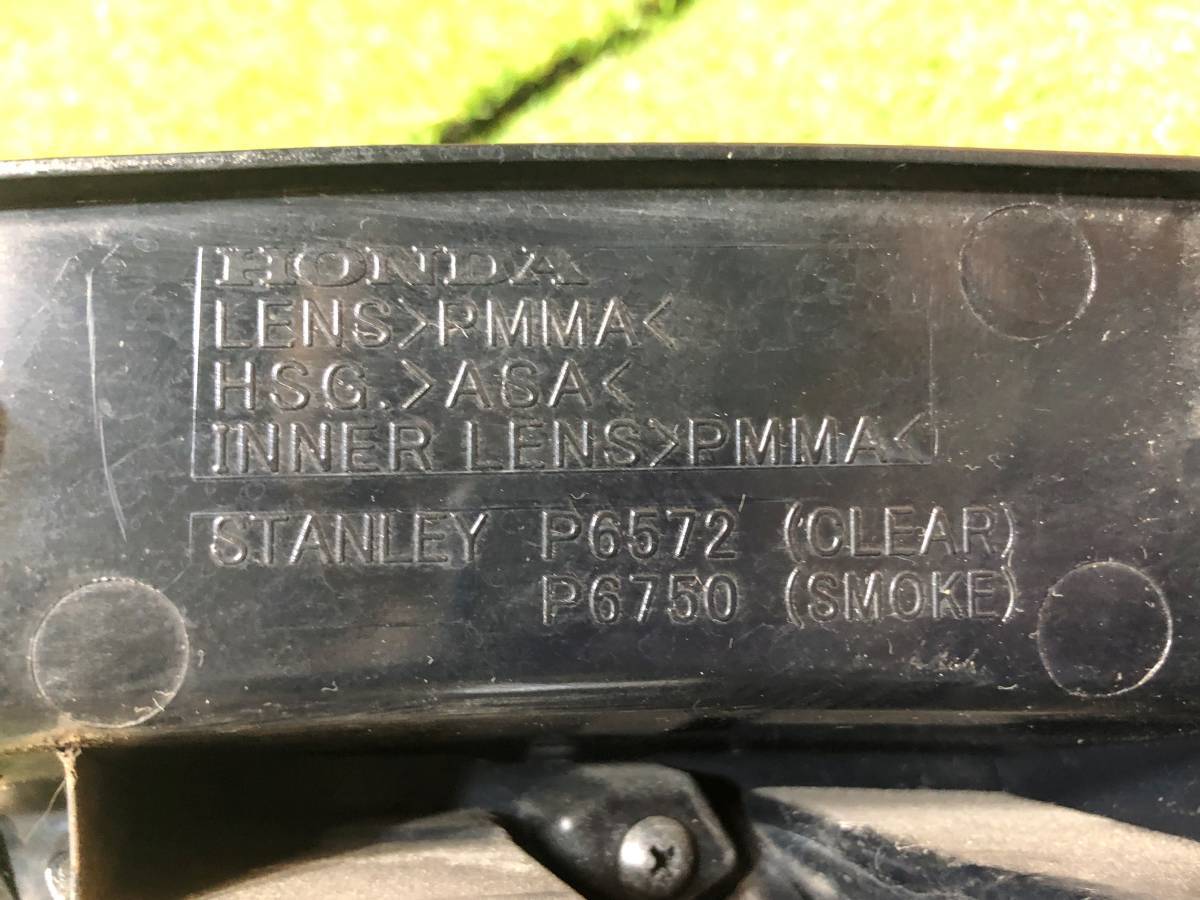 HONDA
LENS>PMMA<
HSG.>ASA<
INNER LENS>PMMA<
STANLEY P6572 (CLEAR)
P6750 (SMOKE)